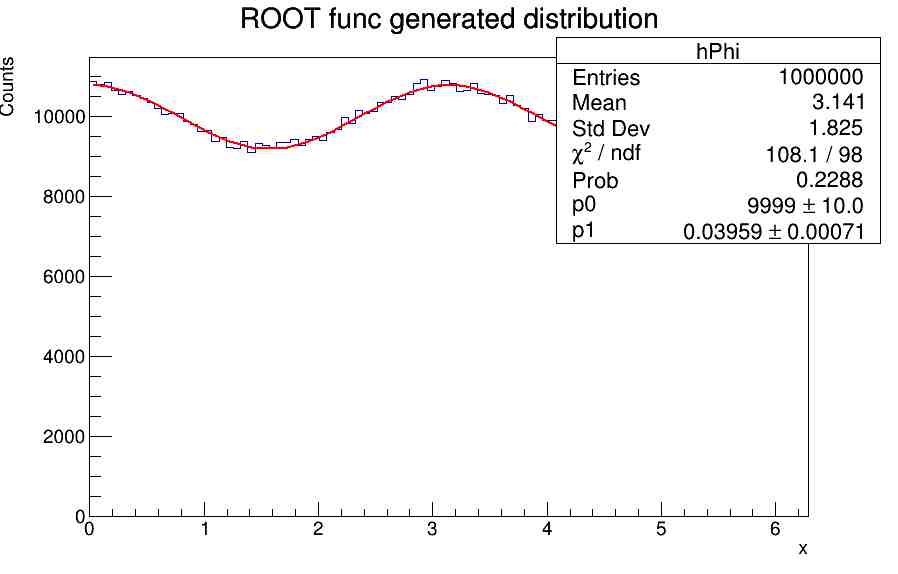 ROOT func generated distribution
hPhi
Entries 1000000
Mean 3.141
Std Dev 1.825
χ² / ndf 108.1 / 98
Prob 0.2288
p0 9999 ± 10.0
p1 0.03959 ± 0.00071
Counts
10000
8000
6000
4000
2000
0
0 1 2 3 4 5 6
x